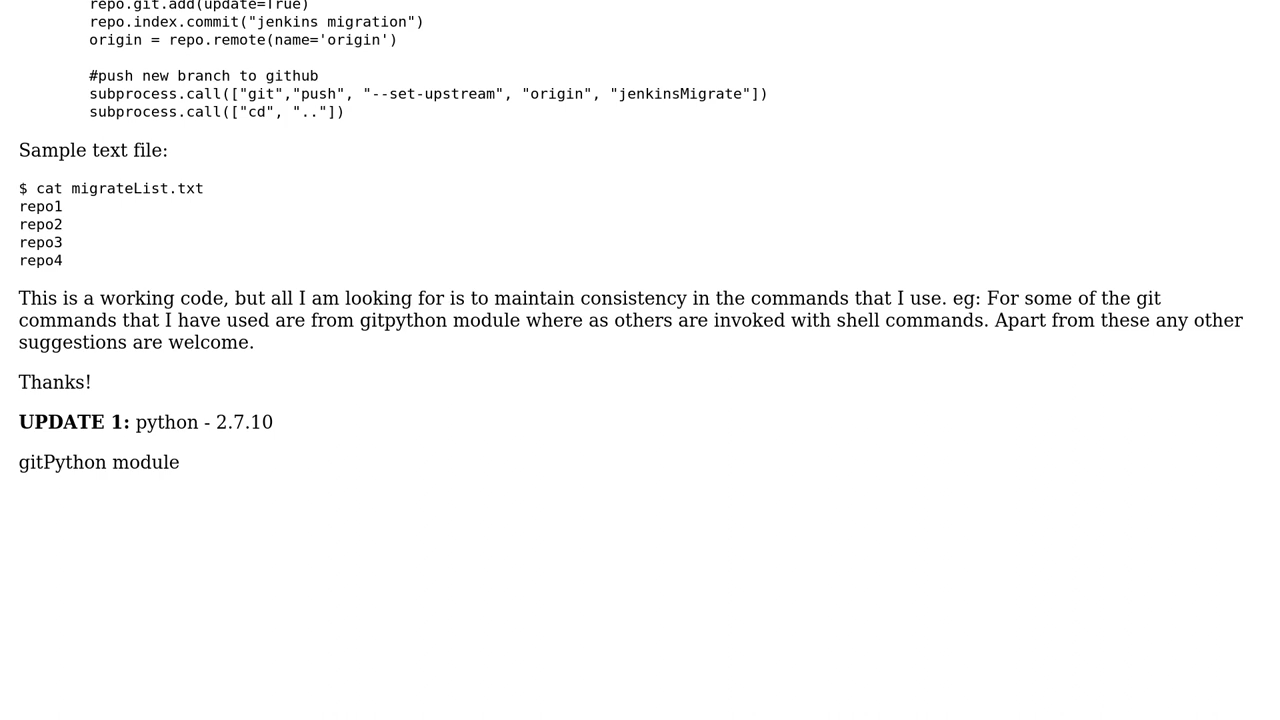 repo.git.add(update=True)
repo.index.commit("jenkins migration")
origin = repo.remote(name='origin')
#push new branch to github
subprocess.call(["git","push", "--set-upstream", "origin", "jenkinsMigrate"])
subprocess.call(["cd", ".."])
Sample text file:
$ cat migrateList.txt
repo1
repo2
repo3
repo4
This is a working code, but all I am looking for is to maintain consistency in the commands that I use. eg: For some of the git
commands that I have used are from gitpython module where as others are invoked with shell commands. Apart from these any other
suggestions are welcome.
Thanks!
UPDATE 1: python - 2.7.10
gitPython module